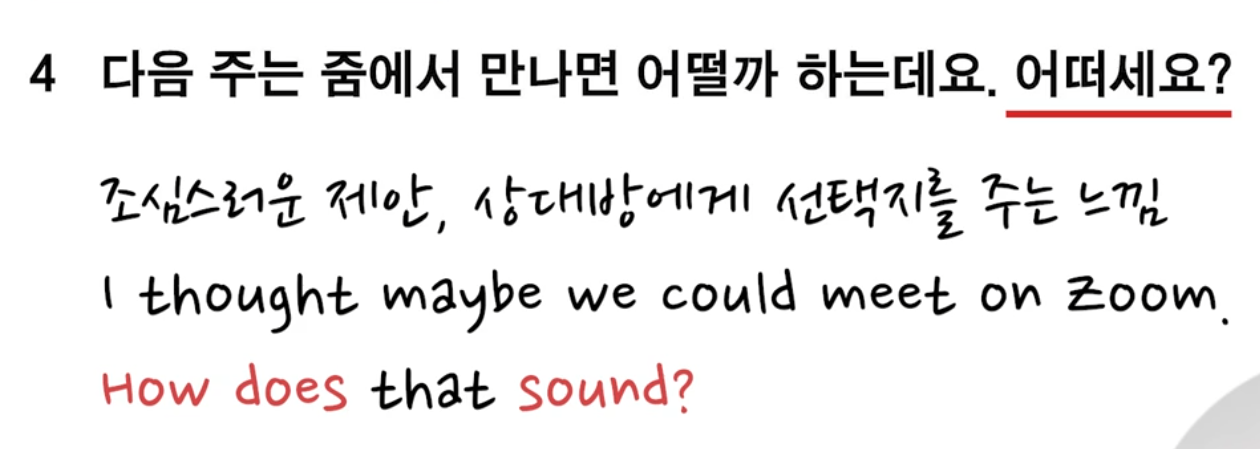 4 다음 주는 줌에서 만나면 어떨까 하는데요. 어떠세요?
조심스러운 제안, 상대방에게 선택지를 주는 느낌
I thought maybe we could meet on Zoom.
How does that sound?